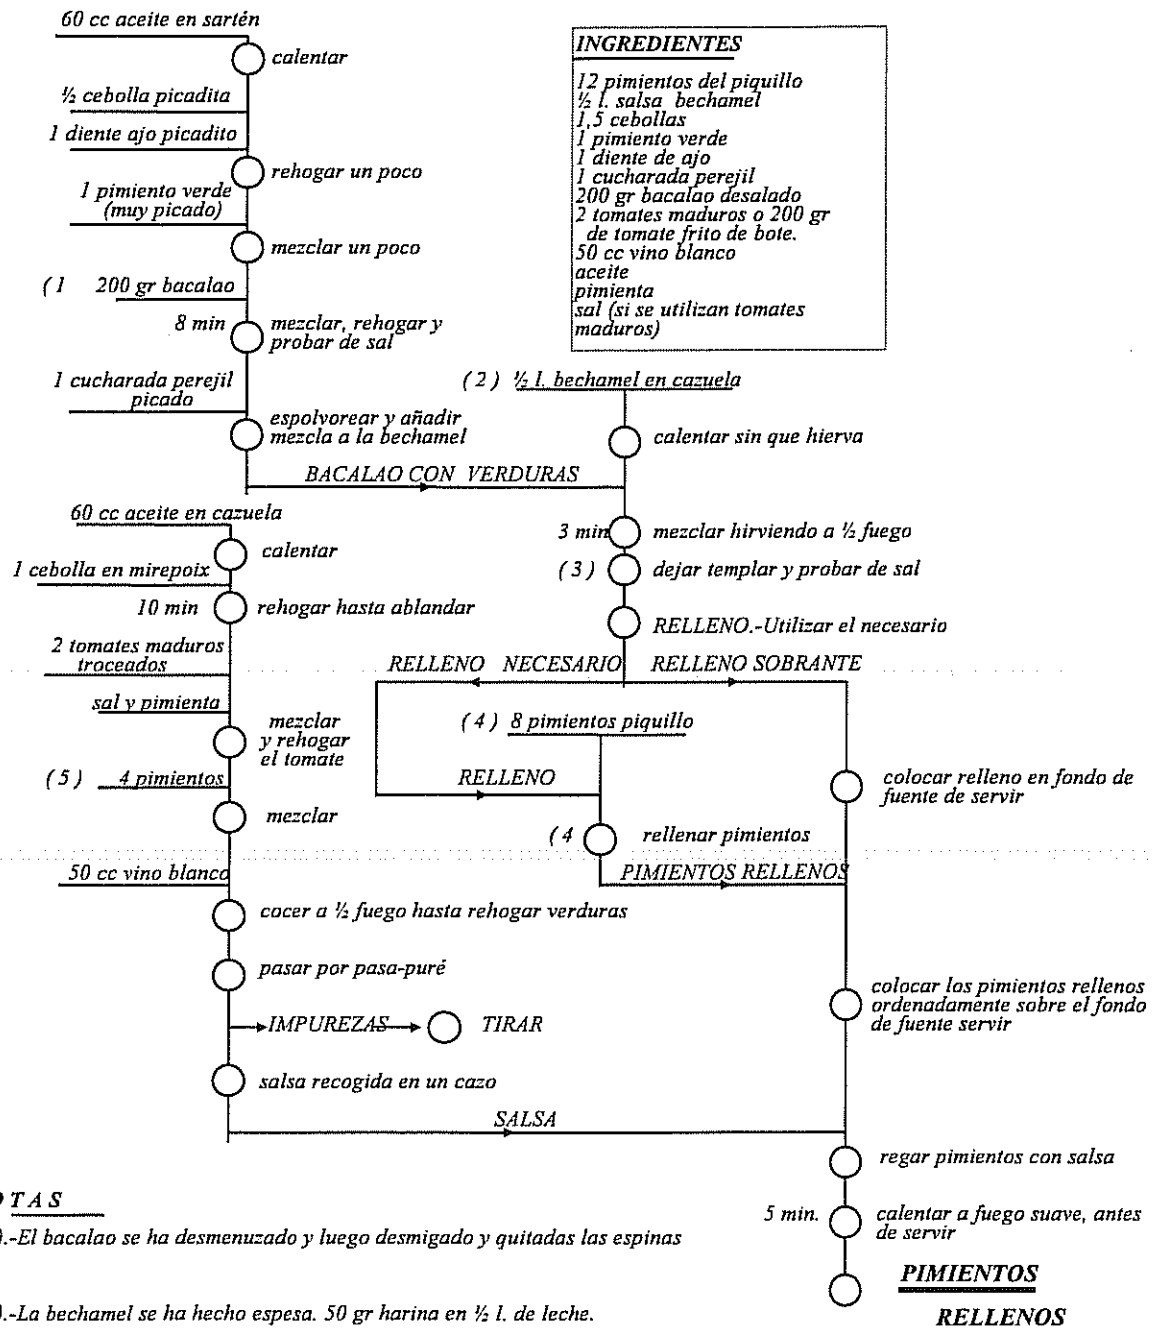 60 cc aceite en sartén
calentar
½ cebolla picadita
1 diente ajo picadito
rehogar un poco
1 pimiento verde
(muy picado)
mezclar un poco
(1 200 gr bacalao
8 min
mezclar, rehogar y
probar de sal
1 cucharada perejil
picado
espolvorear y añadir
mezcla a la bechamel
BACALAO CON VERDURAS
INGREDIENTES
12 pimientos del piquillo
½ l. salsa bechamel
1,5 cebollas
1 pimiento verde
1 diente de ajo
1 cucharada perejil
200 gr bacalao desalado
2 tomates maduros o 200 gr
de tomate frito de bote.
50 cc vino blanco
aceite
pimienta
sal (si se utilizan tomates
maduros)
(2) ½ l. bechamel en cazuela
calentar sin que hierva
3 min mezclar hirviendo a ½ fuego
(3) dejar templar y probar de sal
RELLENO.-Utilizar el necesario
RELLENO NECESARIO RELLENO SOBRANTE
(4) 8 pimientos piquillo
RELLENO
(4 rellenar pimientos
PIMIENTOS RELLENOS
colocar relleno en fondo de
fuente de servir
colocar los pimientos rellenos
ordenadamente sobre el fondo
de fuente servir
60 cc aceite en cazuela
calentar
1 cebolla en mirepoix
10 min rehogar hasta ablandar
2 tomates maduros
troceados
sal y pimienta
mezclar
y rehogar
el tomate
(5) 4 pimientos
mezclar
50 cc vino blanco
cocer a ½ fuego hasta rehogar verduras
pasar por pasa-puré
IMPUREZAS TIRAR
salsa recogida en un cazo
SALSA
regar pimientos con salsa
5 min. calentar a fuego suave, antes
de servir
PIMIENTOS
RELLENOS
O T A S
).-El bacalao se ha desmenuzado y luego desmigado y quitadas las espinas
).-La bechamel se ha hecho espesa. 50 gr harina en ½ l. de leche.